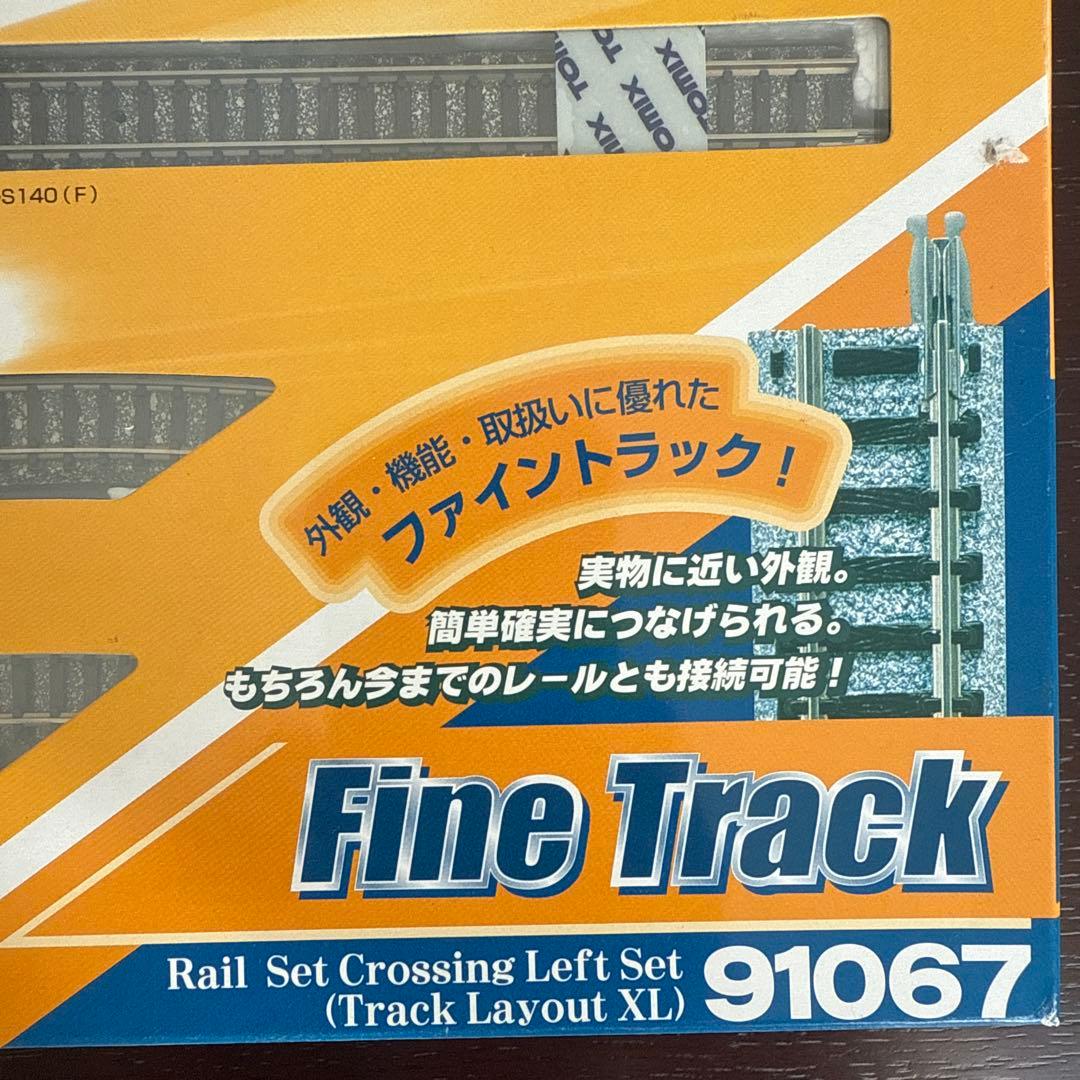 TOMIX TOMIX TOMIX
S140(F)
外観・機能・取扱いに優れた
ファイントラック!
実物に近い外観。
簡単確実につなげられる。
もちろん今までのレールとも接続可能!
Fine Track
Rail Set Crossing Left Set
(Track Layout XL)
91067